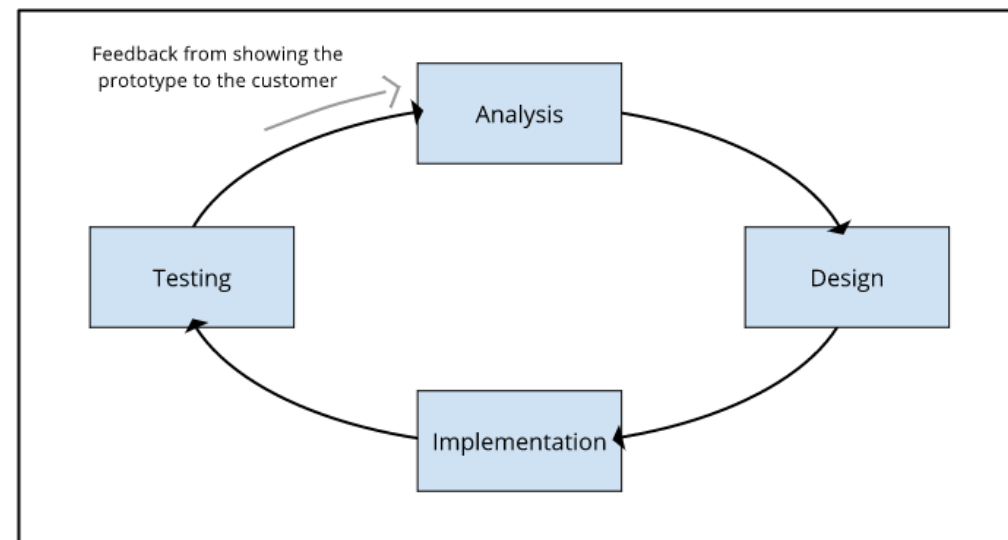 Feedback from showing the
prototype to the customer
Analysis
Testing
Design
Implementation